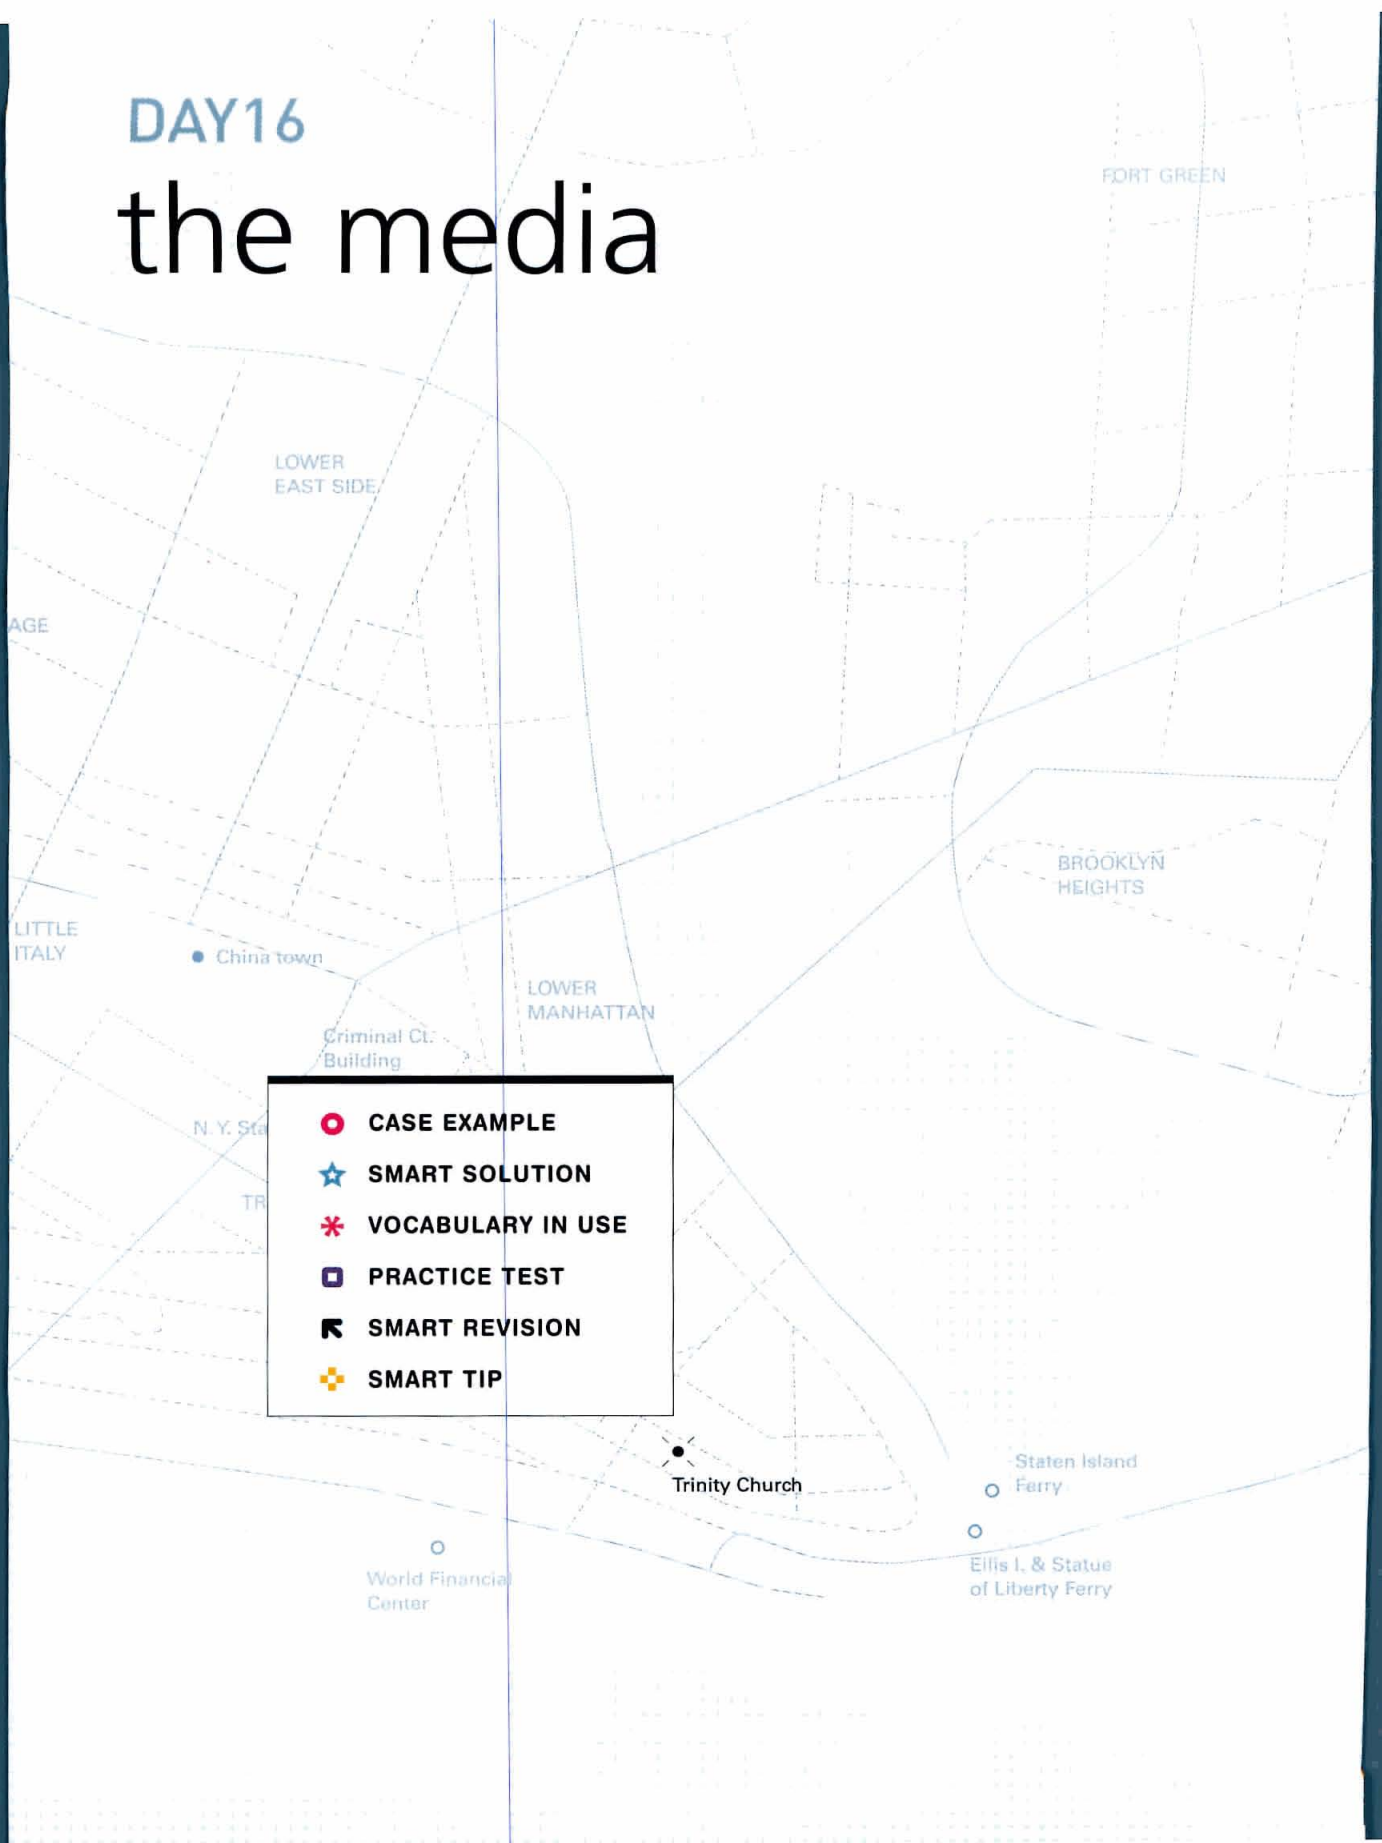 DAY16
the media
FORT GREEN
LOWER
EAST SIDE
AGE
BROOKLYN
HEIGHTS
LITTLE
ITALY
China town
LOWER
MANHATTAN
Criminal Ct.
Building
N.Y. Sta
TR
CASE EXAMPLE
SMART SOLUTION
VOCABULARY IN USE
PRACTICE TEST
SMART REVISION
SMART TIP
Trinity Church
Staten Island
Ferry
World Financial
Center
Ellis I. & Statue
of Liberty Ferry